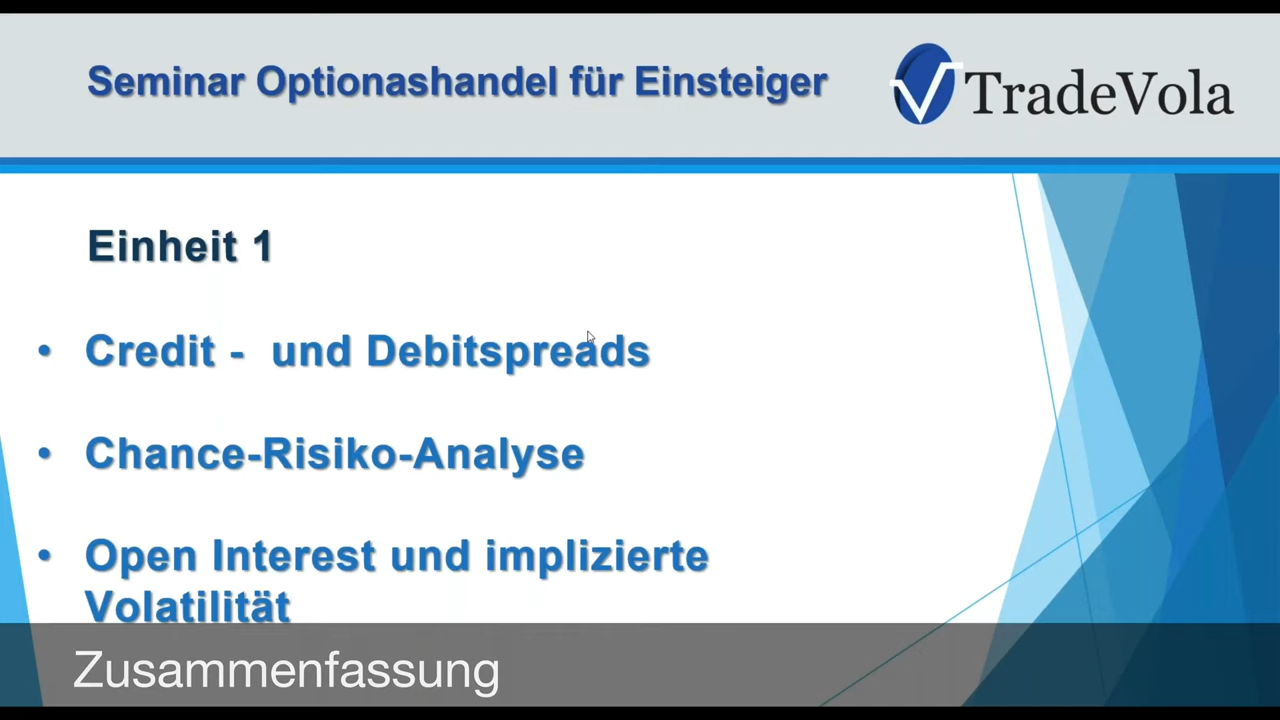 Seminar Optionashandel für Einsteiger
TradeVola
Einheit 1
• Credit - und Debitspreads
• Chance-Risiko-Analyse
• Open Interest und implizierte
Volatilität
Zusammenfassung